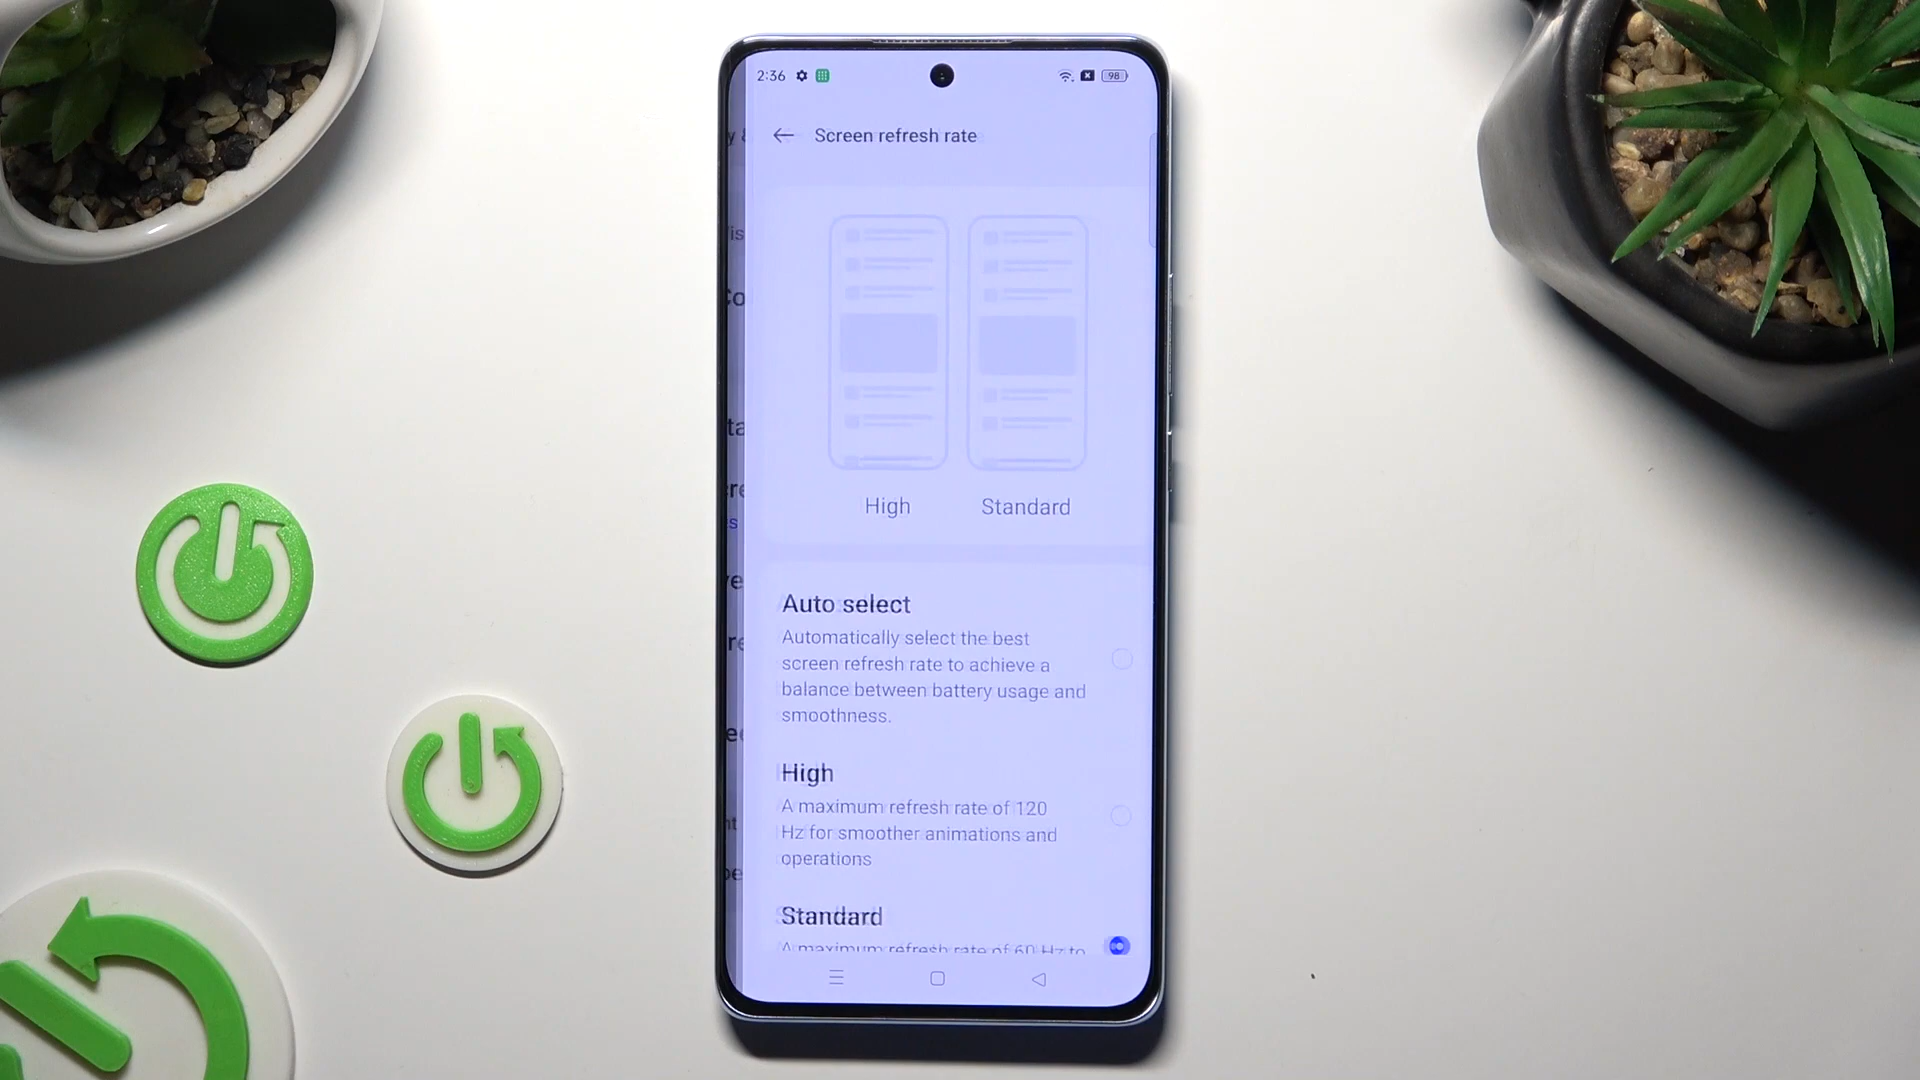 2:36
98
Screen refresh rate
High
Standard
Auto select
Automatically select the best
screen refresh rate to achieve a
balance between battery usage and
smoothness.
High
A maximum refresh rate of 120
Hz for smoother animations and
operations
Standard
A maximum refresh rate of 60 Hz to